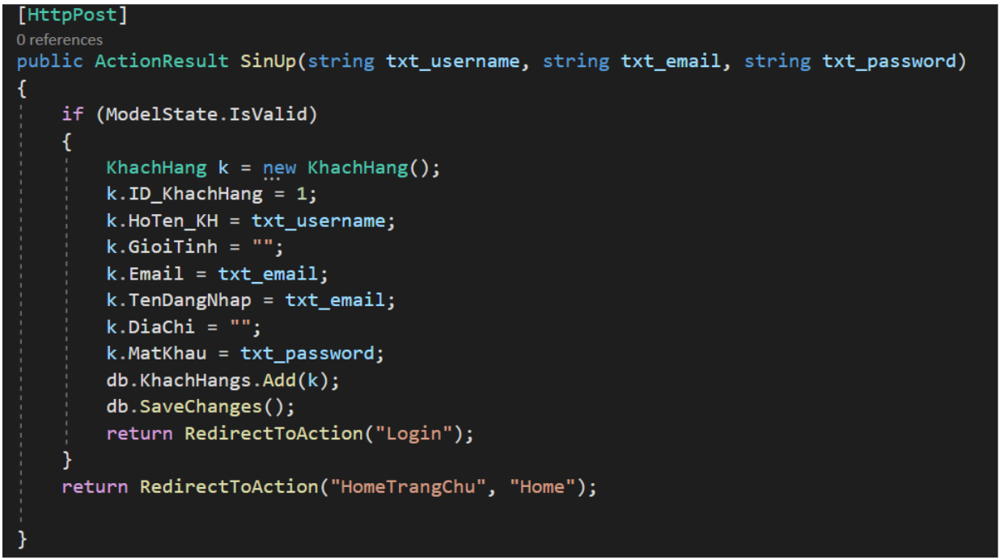 [HttpPost]
0 references
public ActionResult SinUp(string txt_username, string txt_email, string txt_password)
{
if (ModelState.IsValid)
{
KhachHang k = new KhachHang();
k.ID_KhachHang = 1;
k.HoTen_KH = txt_username;
k.GioiTinh = "";
k.Email = txt_email;
k.TenDangNhap = txt_email;
k.DiaChi = "";
k.MatKhau = txt_password;
db.KhachHangs.Add(k);
db.SaveChanges();
return RedirectToAction("Login");
}
return RedirectToAction("HomeTrangChu", "Home");
}